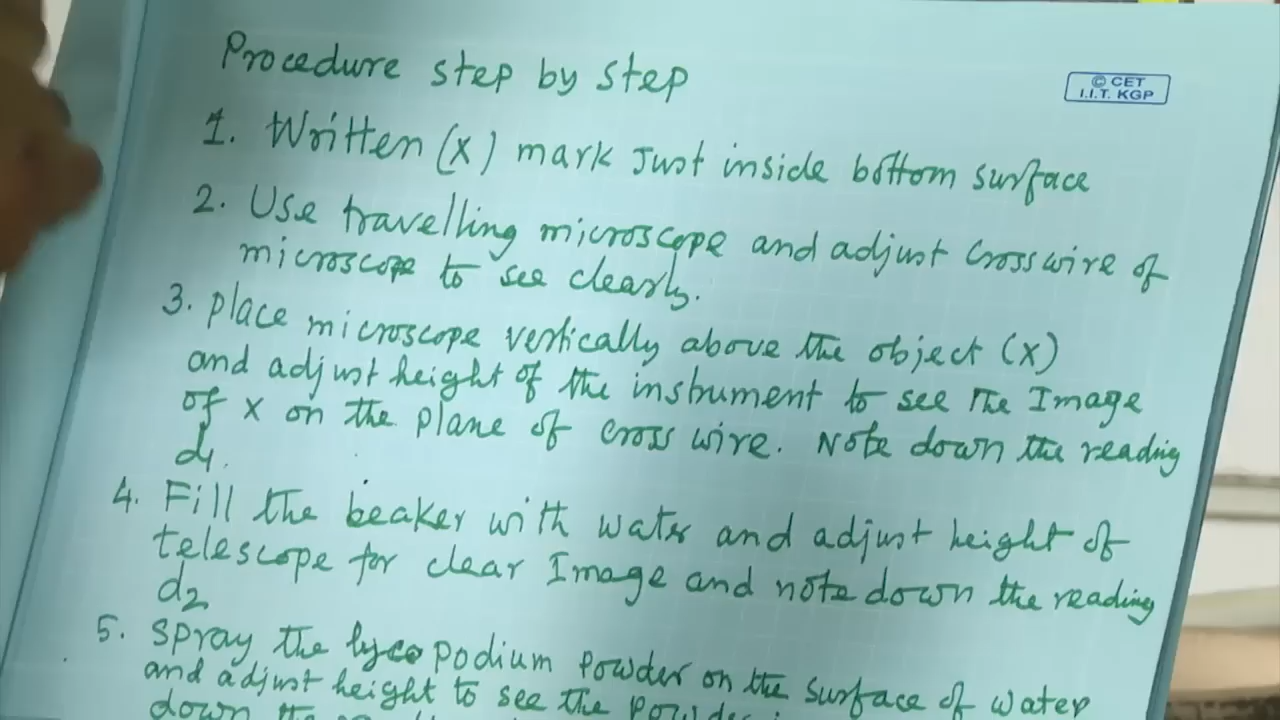 Procedure step by step
© CET
I.I.T. KGP
1. Written (x) mark just inside bottom surface
2. Use travelling microscope and adjust crosswire of
microscope to see clearly.
3. place microscope vertically above the object (x)
and adjust height of the instrument to see the Image
of x on the plane of cross wire. Note down the reading
d1.
4. Fill the beaker with water and adjust height of
telescope for clear Image and note down the reading
d2
5. spray the lycopodium powder on the surface of water
and adjust height to see the powder
down the